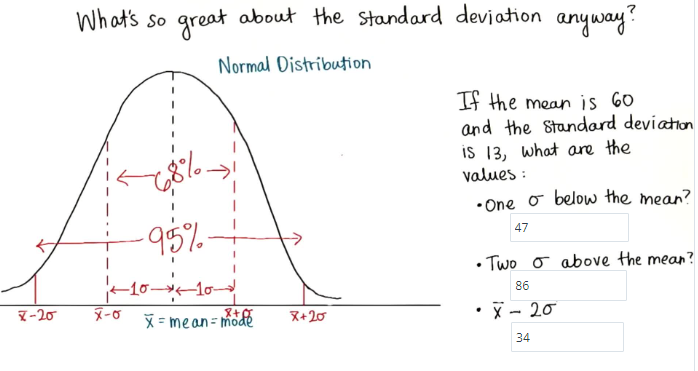 What's so great about the standard deviation anyway?
Normal Distribution
If the mean is 60
and the standard deviation
is 13, what are the
values:
• One σ below the mean?
47
• Two σ above the mean?
86
• x̄ - 2σ
34
68%
95%
1σ 1σ
x̄-2σ x̄-σ x̄ = mean = mode x̄+σ x̄+2σ